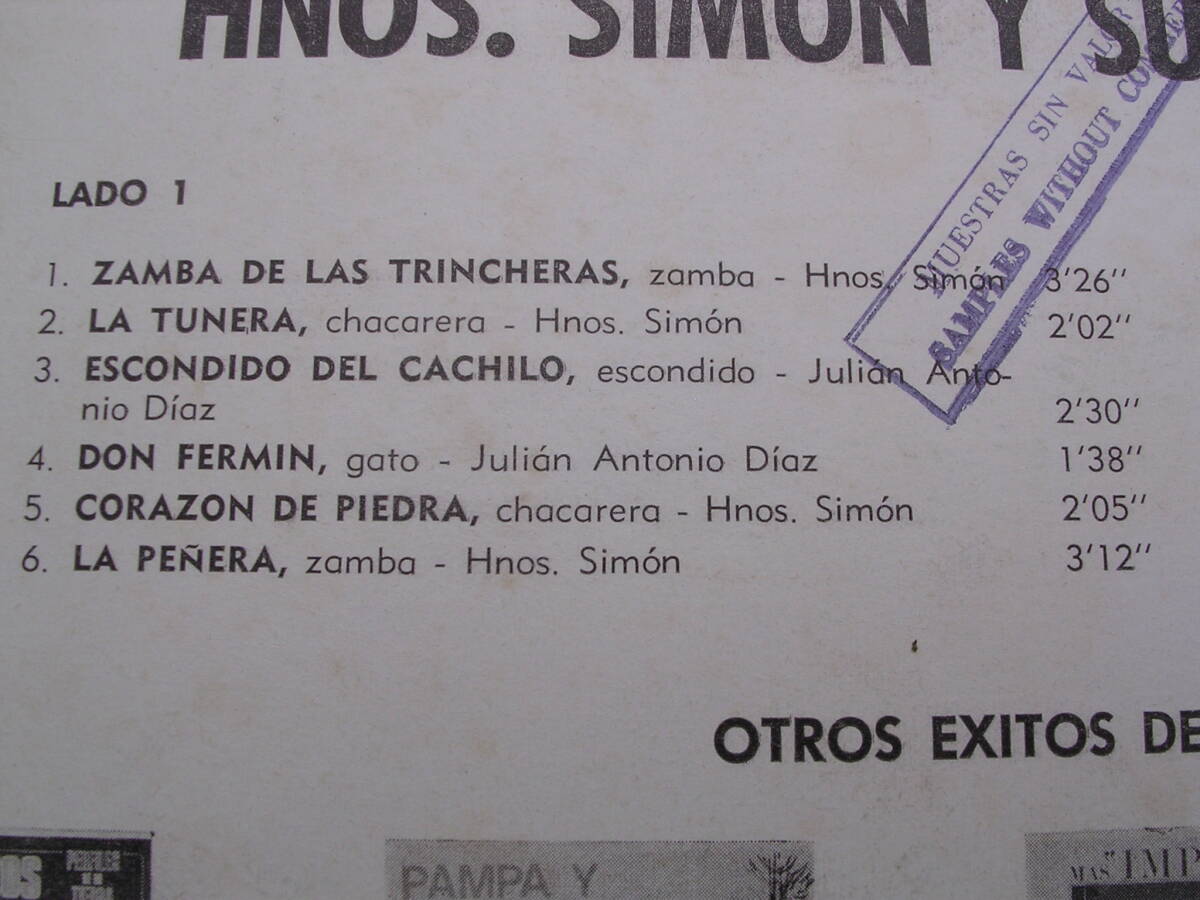 HNOS. SIMON Y SU
MUESTRAS SIN VALOR
SAMPLES WITHOUT
LADO 1
1. ZAMBA DE LAS TRINCHERAS, zamba - Hnos. Simón 3'26''
2. LA TUNERA, chacarera - Hnos. Simón 2'02''
3. ESCONDIDO DEL CACHILO, escondido - Julián Anto-
nio Díaz 2'30''
4. DON FERMIN, gato - Julián Antonio Díaz 1'38''
5. CORAZON DE PIEDRA, chacarera - Hnos. Simón 2'05''
6. LA PEÑERA, zamba - Hnos. Simón 3'12''
OTROS EXITOS DE
OS
PAMPA Y
MAS "IMP